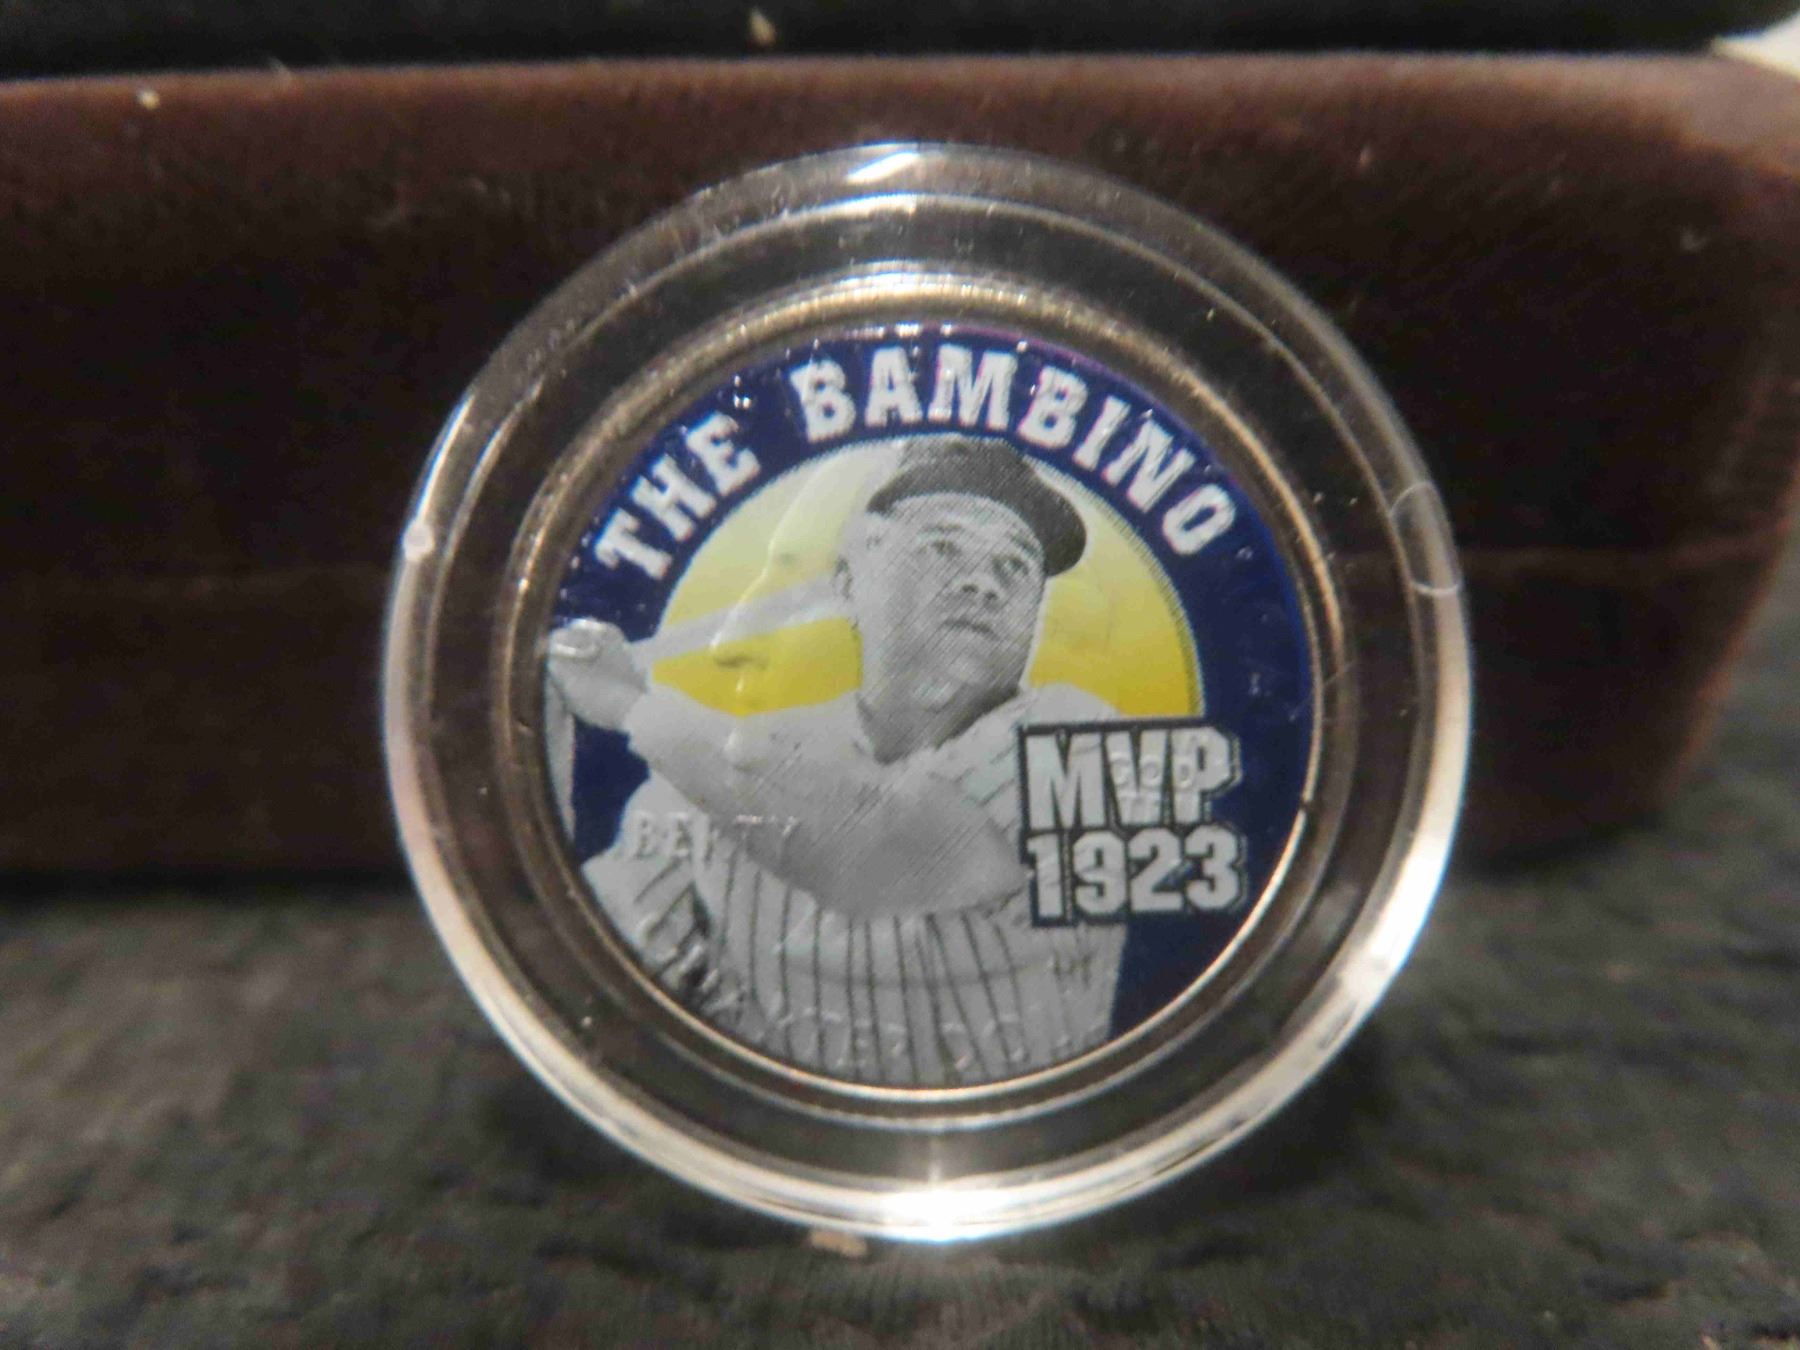 THE BAMBINO
MVP
1923